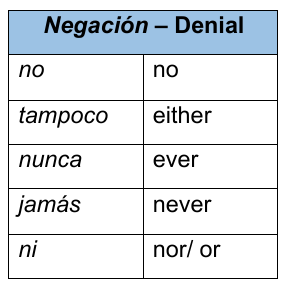 Negación – Denial
no no
tampoco either
nunca ever
jamás never
ni nor/ or